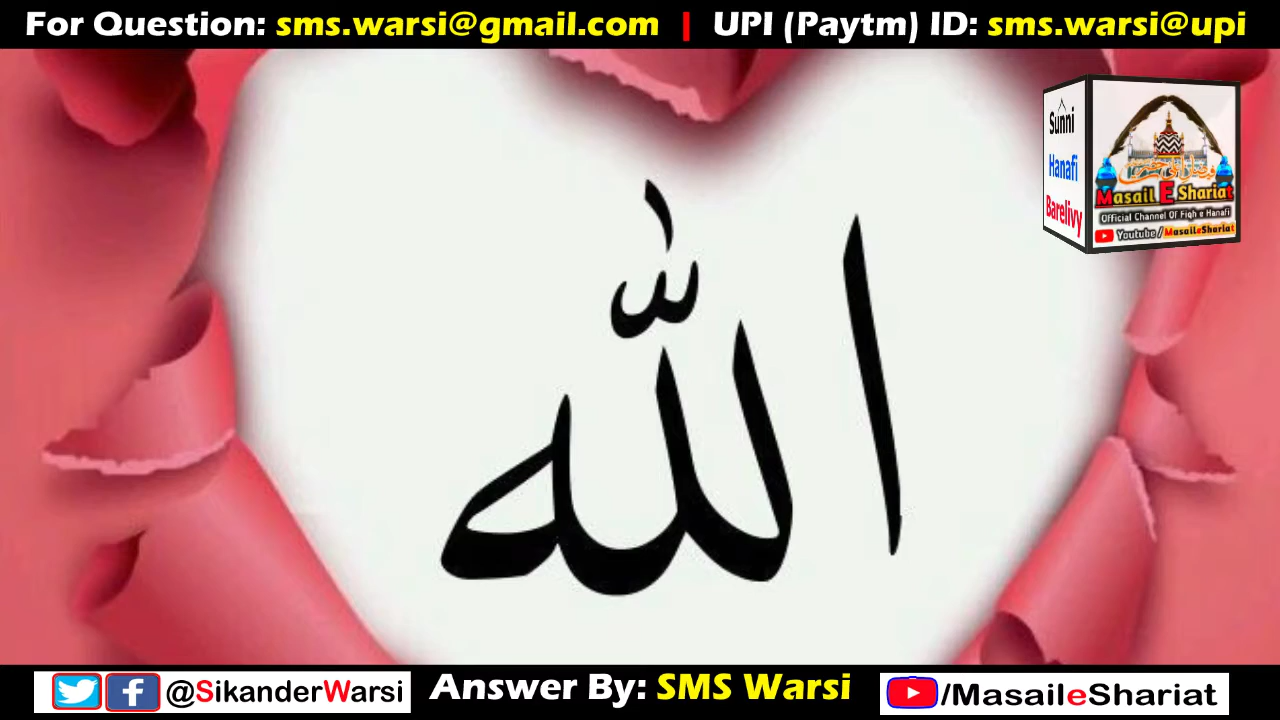 For Question: sms.warsi@gmail.com | UPI (Paytm) ID: sms.warsi@upi
Sunni
Hanafi
Barelivy
Masail E Shariat
Official Channel Of Fiqh e Hanafi
Youtube / MasaileShariat
الله
@SikanderWarsi
Answer By: SMS Warsi
/MasaileShariat